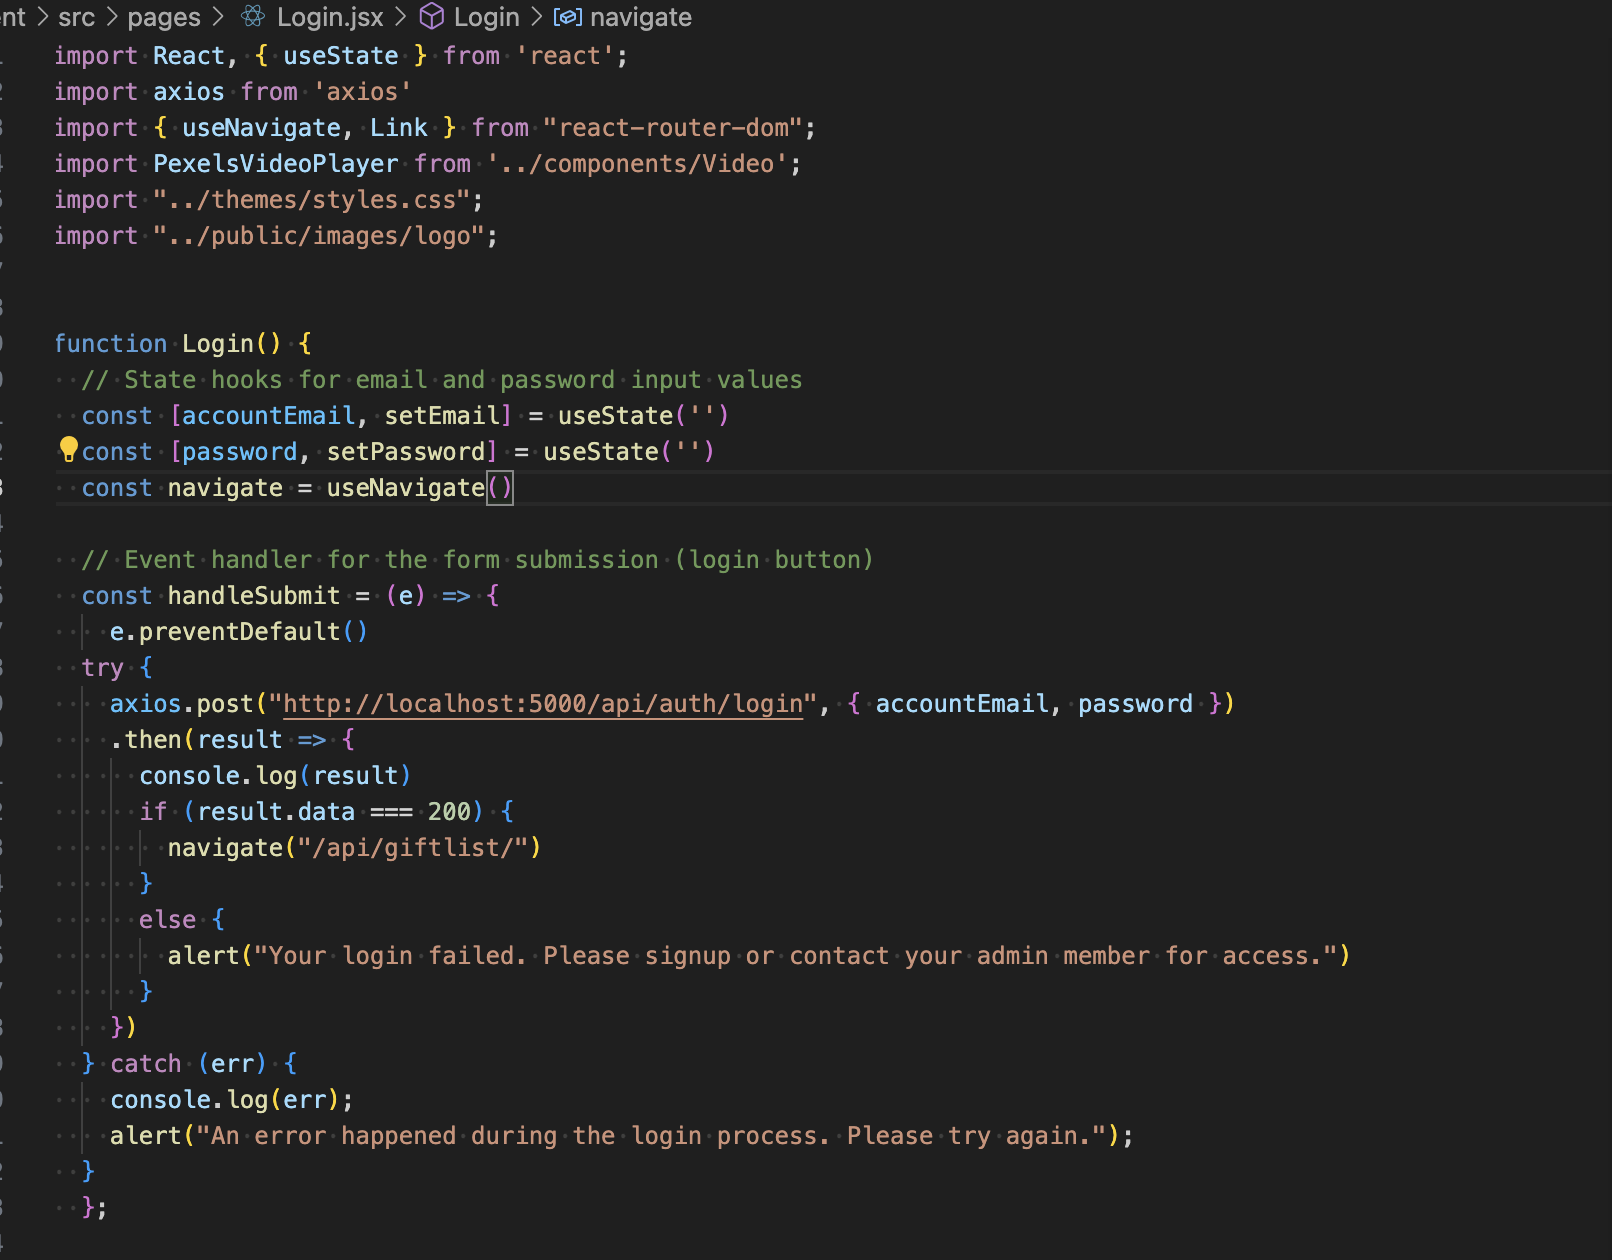 nt > src > pages > Login.jsx > Login > navigate
import React, { useState } from 'react';
import axios from 'axios'
import { useNavigate, Link } from "react-router-dom";
import PexelsVideoPlayer from '../components/Video';
import "../themes/styles.css";
import "../public/images/logo";
function Login() {
// State hooks for email and password input values
const [accountEmail, setEmail] = useState('')
const [password, setPassword] = useState('')
const navigate = useNavigate()
// Event handler for the form submission (login button)
const handleSubmit = (e) => {
e.preventDefault()
try {
axios.post("http://localhost:5000/api/auth/login", { accountEmail, password })
.then(result => {
console.log(result)
if (result.data === 200) {
navigate("/api/giftlist/")
}
else {
alert("Your login failed. Please signup or contact your admin member for access.")
}
})
} catch (err) {
console.log(err);
alert("An error happened during the login process. Please try again.");
}
};